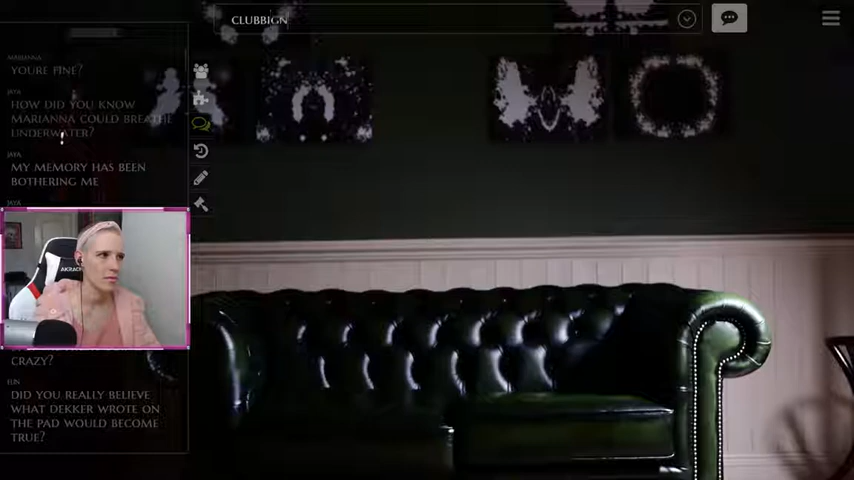 CLUBBIGN
MARIANNA
YOURE FINE?
JAYA
HOW DID YOU KNOW
MARIANNA COULD BREATHE
UNDERWATER?
JAYA
MY MEMORY HAS BEEN
BOTHERING ME
JAYA
AKRACING
CRAZY?
ELIN
DID YOU REALLY BELIEVE
WHAT DEKKER WROTE ON
THE PAD WOULD BECOME
TRUE?